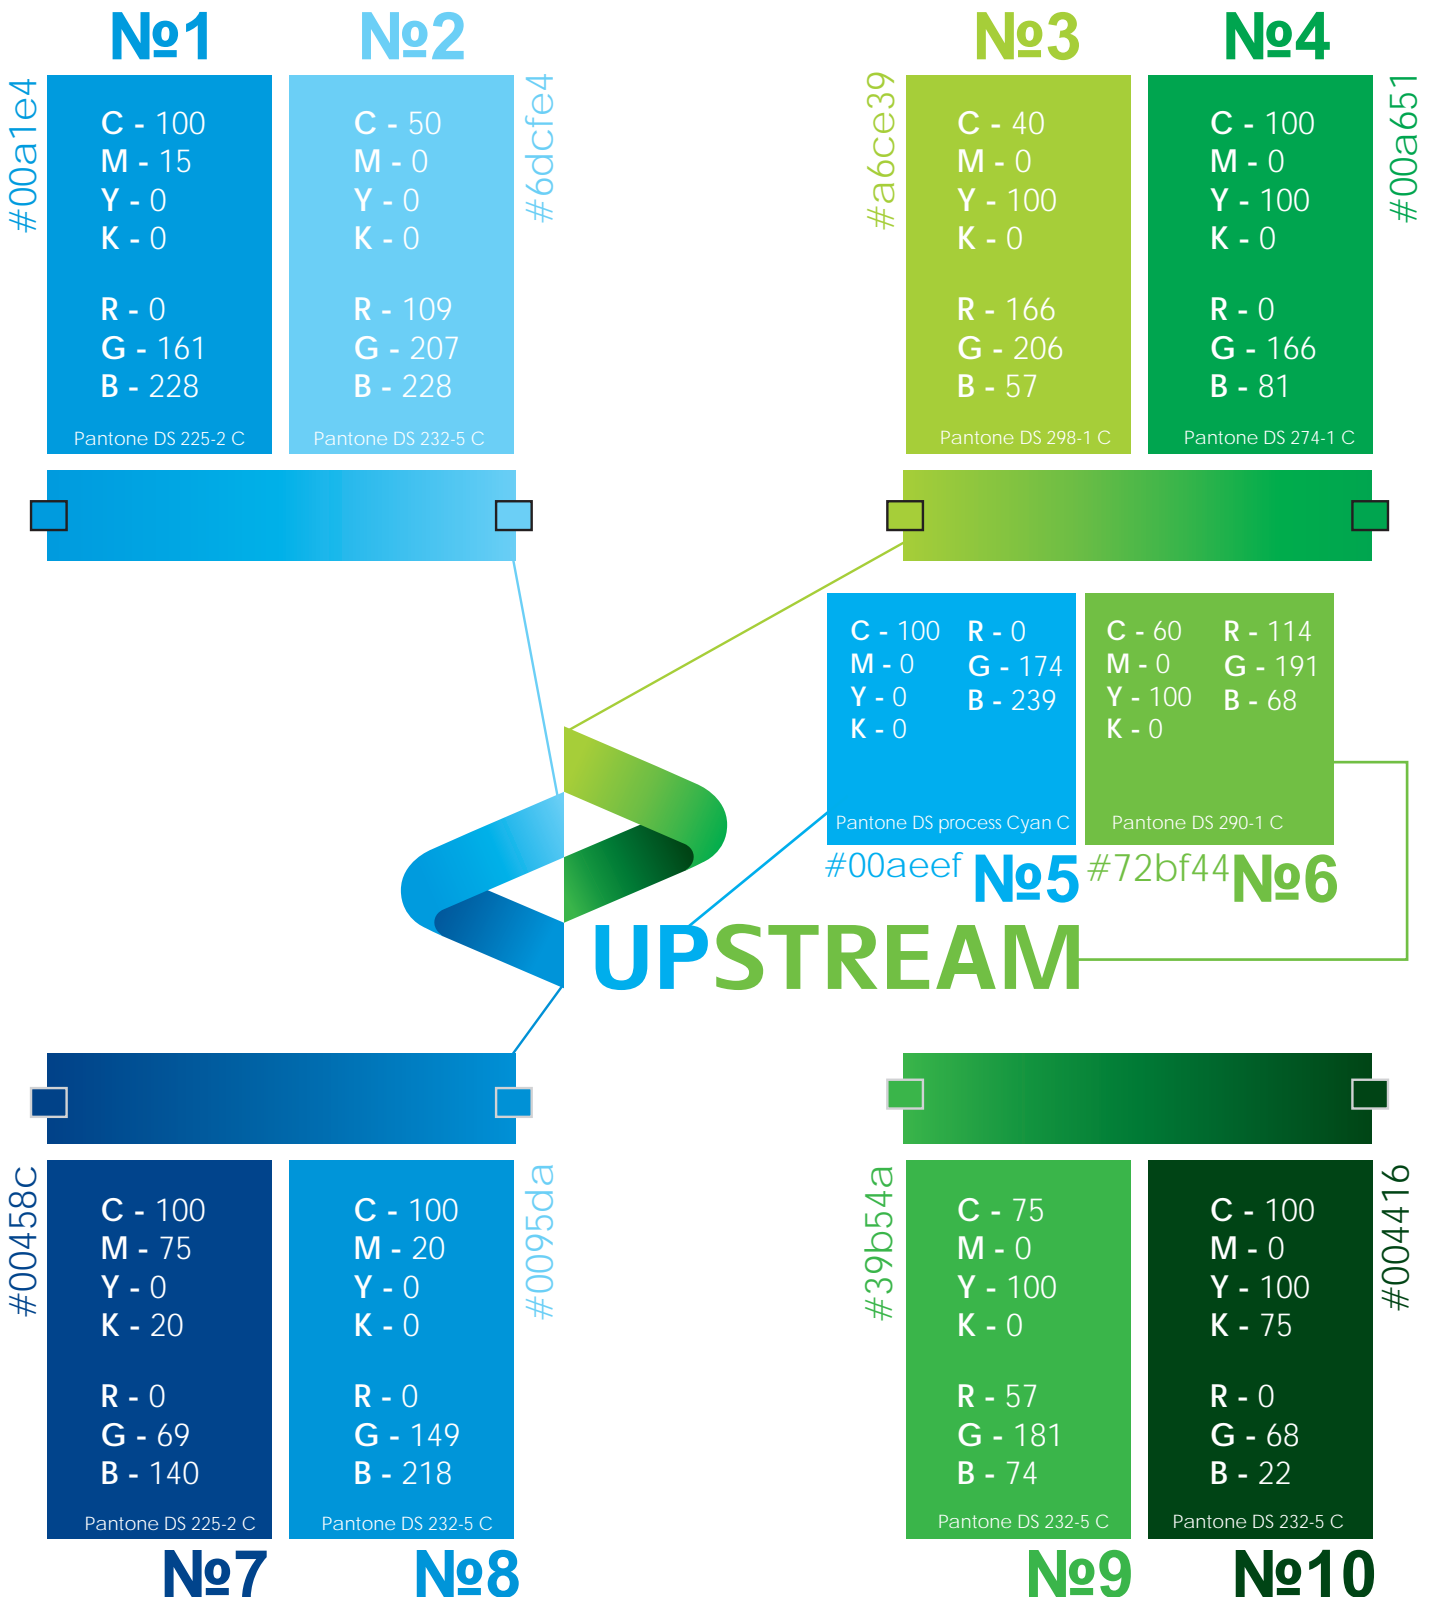 №1
#00a1e4
C - 100
M - 15
Y - 0
K - 0
R - 0
G - 161
B - 228
Pantone DS 225-2 C
№2
#6dcfe4
C - 50
M - 0
Y - 0
K - 0
R - 109
G - 207
B - 228
Pantone DS 232-5 C
№3
#a6ce39
C - 40
M - 0
Y - 100
K - 0
R - 166
G - 206
B - 57
Pantone DS 298-1 C
№4
#00a651
C - 100
M - 0
Y - 100
K - 0
R - 0
G - 166
B - 81
Pantone DS 274-1 C
C - 100
M - 0
Y - 0
K - 0
R - 0
G - 174
B - 239
Pantone DS process Cyan C
#00aeef
№5
C - 60
M - 0
Y - 100
K - 0
R - 114
G - 191
B - 68
Pantone DS 290-1 C
#72bf44
№6
UPSTREAM
#00458c
C - 100
M - 75
Y - 0
K - 20
R - 0
G - 69
B - 140
Pantone DS 225-2 C
№7
#0095da
C - 100
M - 20
Y - 0
K - 0
R - 0
G - 149
B - 218
Pantone DS 232-5 C
№8
#39b54a
C - 75
M - 0
Y - 100
K - 0
R - 57
G - 181
B - 74
Pantone DS 232-5 C
№9
#004416
C - 100
M - 0
Y - 100
K - 75
R - 0
G - 68
B - 22
Pantone DS 232-5 C
№10